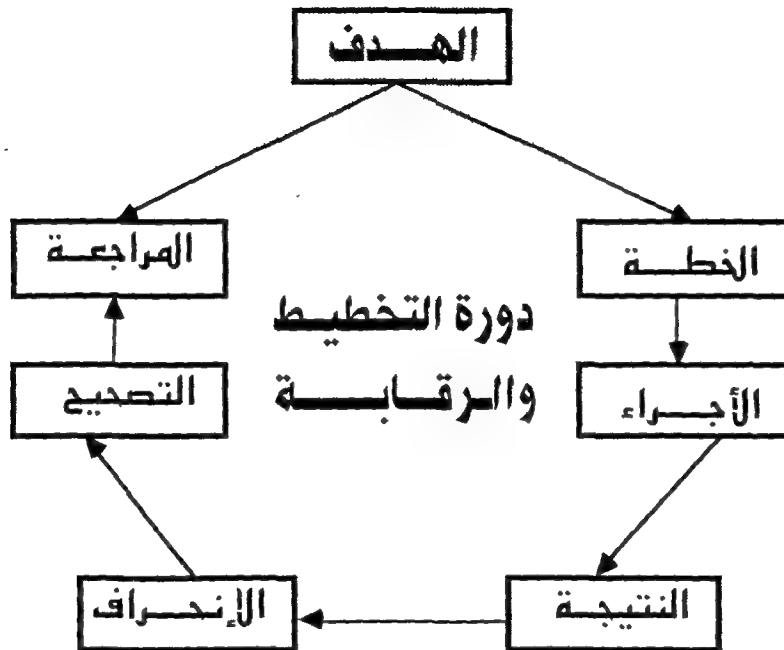 الهدف
المراجعة
الخطة
دورة التخطيط
والرقابة
التصحيح
الأجراء
الإنحراف
النتيجة